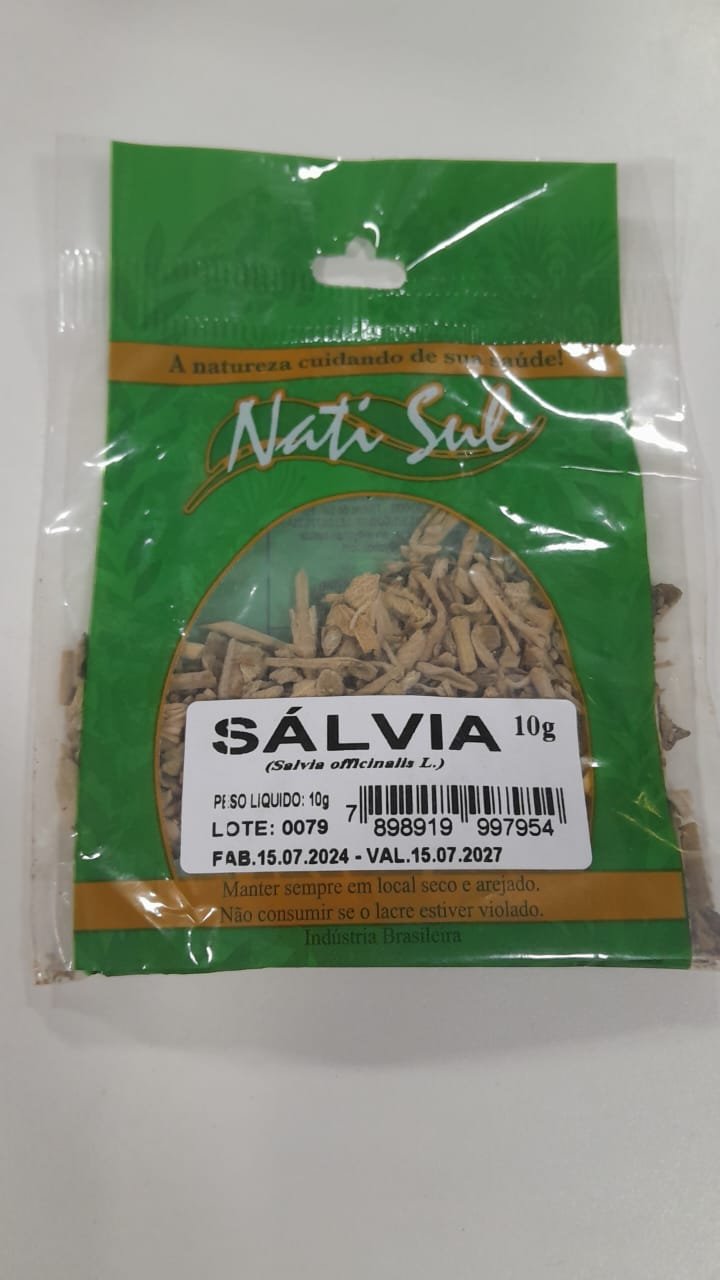 A natureza cuidando de sua saúde!
Nati Sul
SÁLVIA 10g
(Salvia officinalis L.)
PESO LIQUIDO: 10g
LOTE: 0079
7 898919 997954
FAB.15.07.2024 - VAL.15.07.2027
Manter sempre em local seco e arejado.
Não consumir se o lacre estiver violado.
Indústria Brasileira